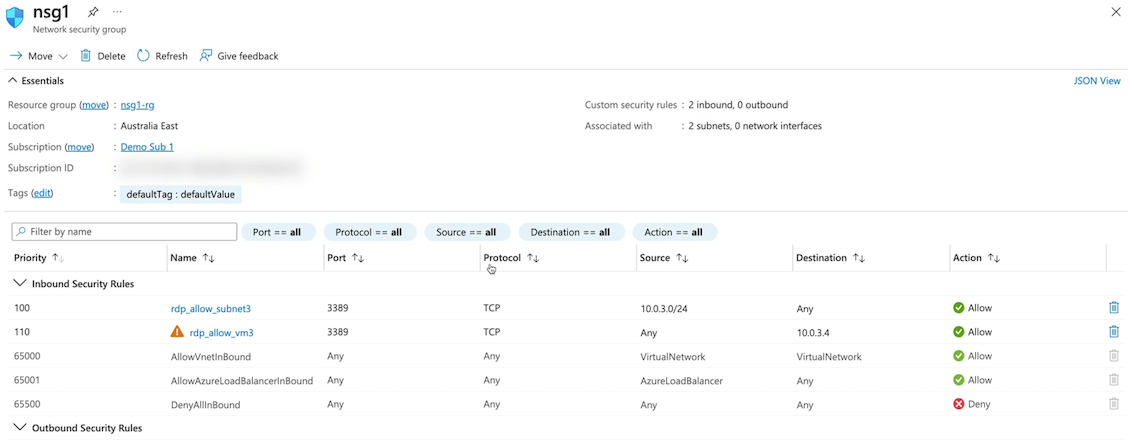 nsg1
Network security group
Move Delete Refresh Give feedback
Essentials JSON View
Resource group (move) : nsg1-rg Custom security rules : 2 inbound, 0 outbound
Location : Australia East Associated with : 2 subnets, 0 network interfaces
Subscription (move) : Demo Sub 1
Subscription ID :
Tags (edit) : defaultTag : defaultValue
Filter by name Port == all Protocol == all Source == all Destination == all Action == all
Priority Name Port Protocol Source Destination Action
Inbound Security Rules
100 rdp_allow_subnet3 3389 TCP 10.0.3.0/24 Any Allow
110 rdp_allow_vm3 3389 TCP Any 10.0.3.4 Allow
65000 AllowVnetInBound Any Any VirtualNetwork VirtualNetwork Allow
65001 AllowAzureLoadBalancerInBound Any Any AzureLoadBalancer Any Allow
65500 DenyAllInBound Any Any Any Any Deny
Outbound Security Rules